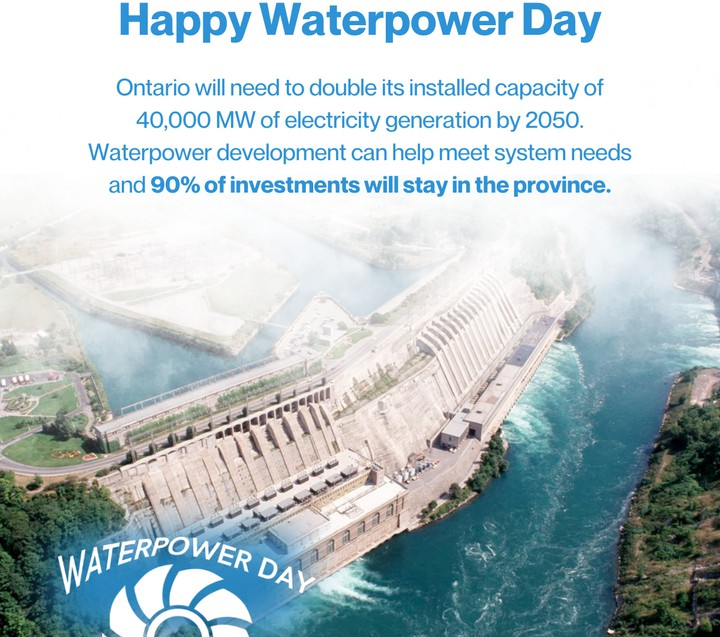 Happy Waterpower Day
Ontario will need to double its installed capacity of
40,000 MW of electricity generation by 2050.
Waterpower development can help meet system needs
and 90% of investments will stay in the province.
WATERPOWER DAY